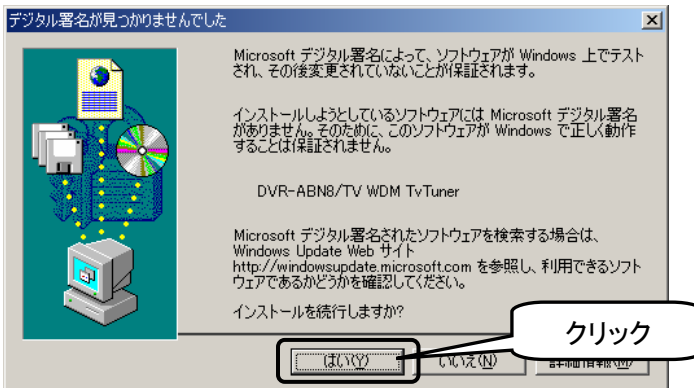 デジタル署名が見つかりませんでした
Microsoft デジタル署名によって、ソフトウェアが Windows 上でテスト
され、その後変更されていないことが保証されます。
インストールしようとしているソフトウェアには Microsoft デジタル署名
がありません。そのために、このソフトウェアが Windows で正しく動作
することは保証されません。
DVR-ABN8/TV WDM TvTuner
Microsoft デジタル署名されたソフトウェアを検索する場合は、
Windows Update Web サイト
http://windowsupdate.microsoft.com を参照し、利用できるソフト
ウェアであるかどうかを確認してください。
インストールを続行しますか?
クリック
はい(Y)
いいえ(N)
詳細情報(M)